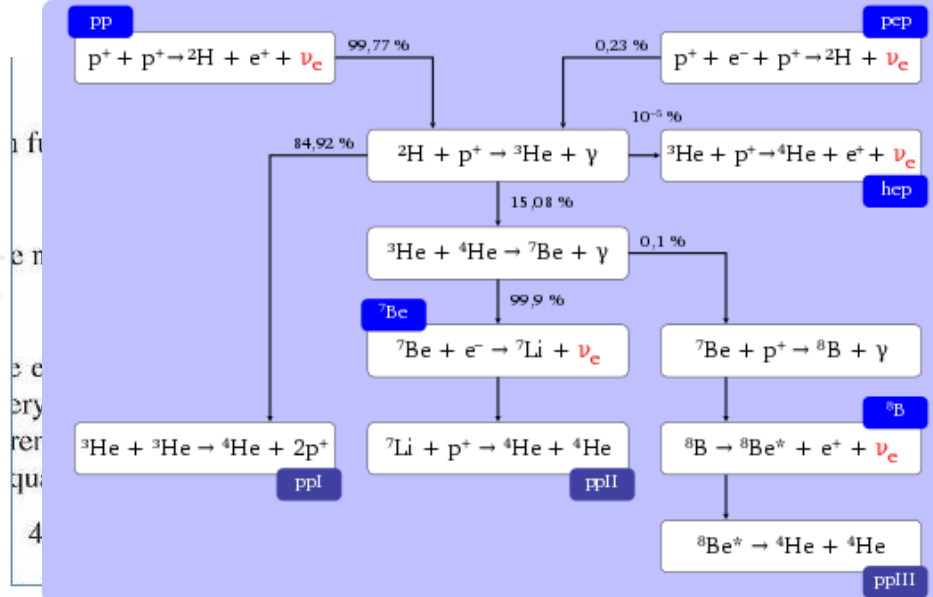 pp
pep
p⁺ + p⁺→²H + e⁺ + νₑ
99,77 %
0,23 %
p⁺ + e⁻ + p⁺→²H + νₑ
84,92 %
²H + p⁺ → ³He + γ
10⁻⁵ %
³He + p⁺→⁴He + e⁺ + νₑ
hep
15,08 %
³He + ⁴He → ⁷Be + γ
0,1 %
99,9 %
⁷Be
⁷Be + e⁻ → ⁷Li + νₑ
⁷Be + p⁺ → ⁸B + γ
⁸B
³He + ³He → ⁴He + 2p⁺
⁷Li + p⁺ → ⁴He + ⁴He
⁸B → ⁸Be* + e⁺ + νₑ
ppI
ppII
⁸Be* → ⁴He + ⁴He
ppIII
4